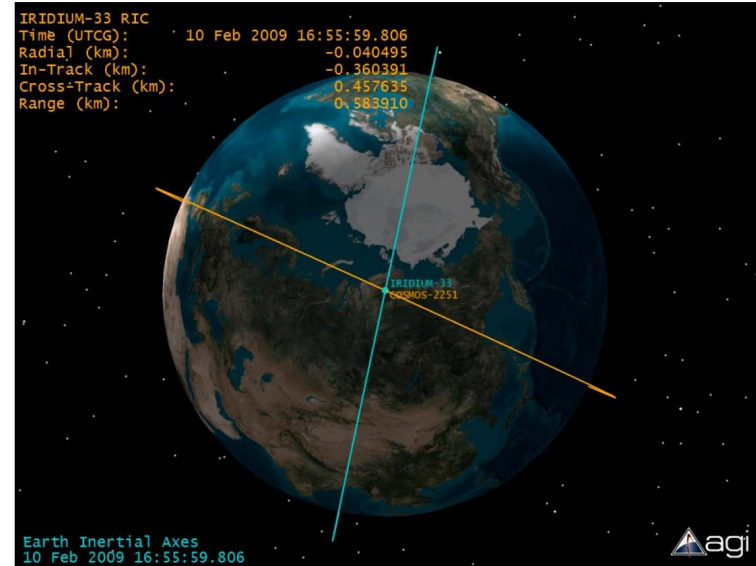 IRIDIUM-33 RIC
Time (UTCG): 10 Feb 2009 16:55:59.806
Radial (km): -0.040495
In-Track (km): -0.360391
Cross-Track (km): 0.457635
Range (km): 0.583910
IRIDIUM-33
COSMOS-2251
Earth Inertial Axes
10 Feb 2009 16:55:59.806
agi